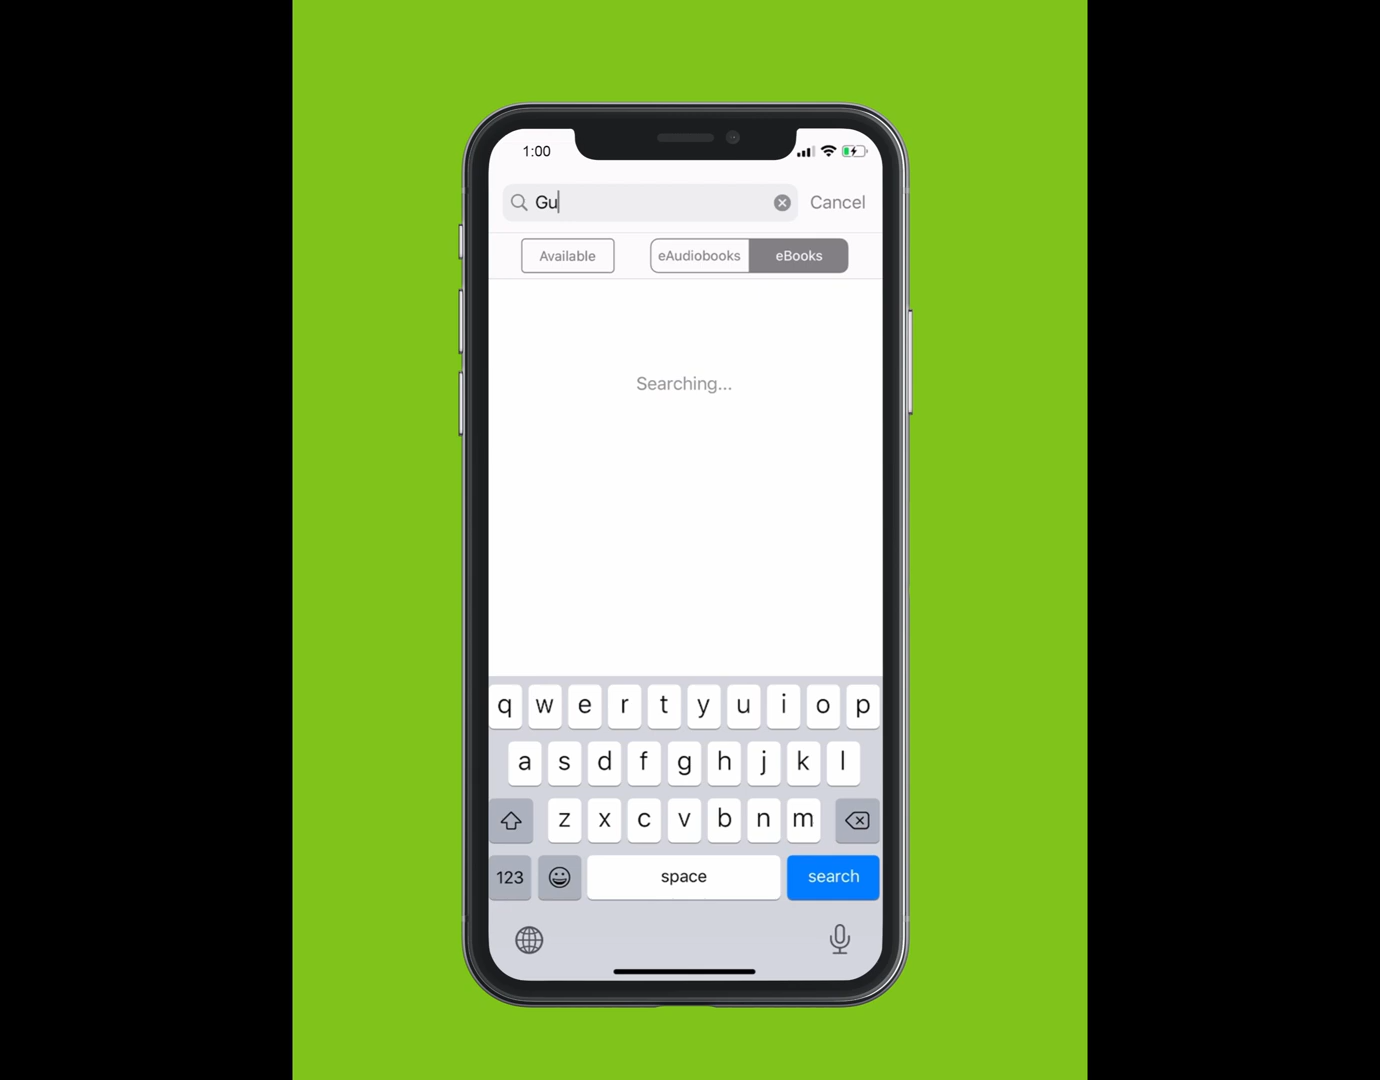 1:00
Gu
Cancel
Available
eAudiobooks
eBooks
Searching...
q w e r t y u i o p
a s d f g h j k l
z x c v b n m
123
space
search